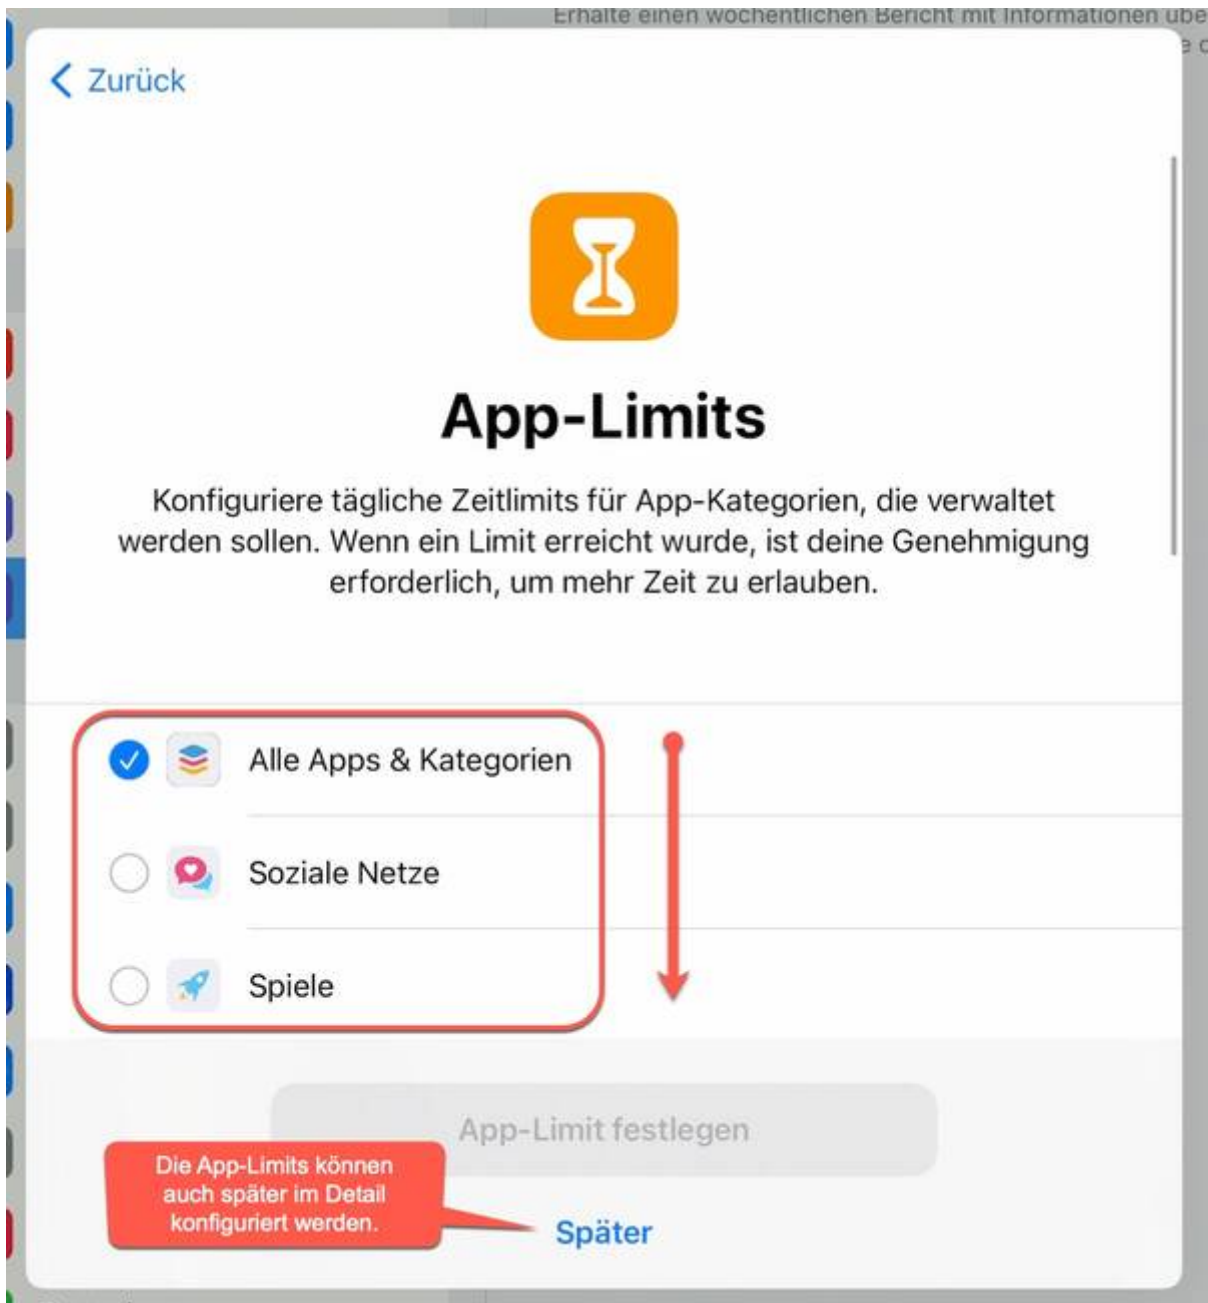 Erhalte einen wöchentlichen Bericht mit Informationen übe
Zurück
App-Limits
Konfiguriere tägliche Zeitlimits für App-Kategorien, die verwaltet
werden sollen. Wenn ein Limit erreicht wurde, ist deine Genehmigung
erforderlich, um mehr Zeit zu erlauben.
Alle Apps & Kategorien
Soziale Netze
Spiele
App-Limit festlegen
Die App-Limits können
auch später im Detail
konfiguriert werden.
Später